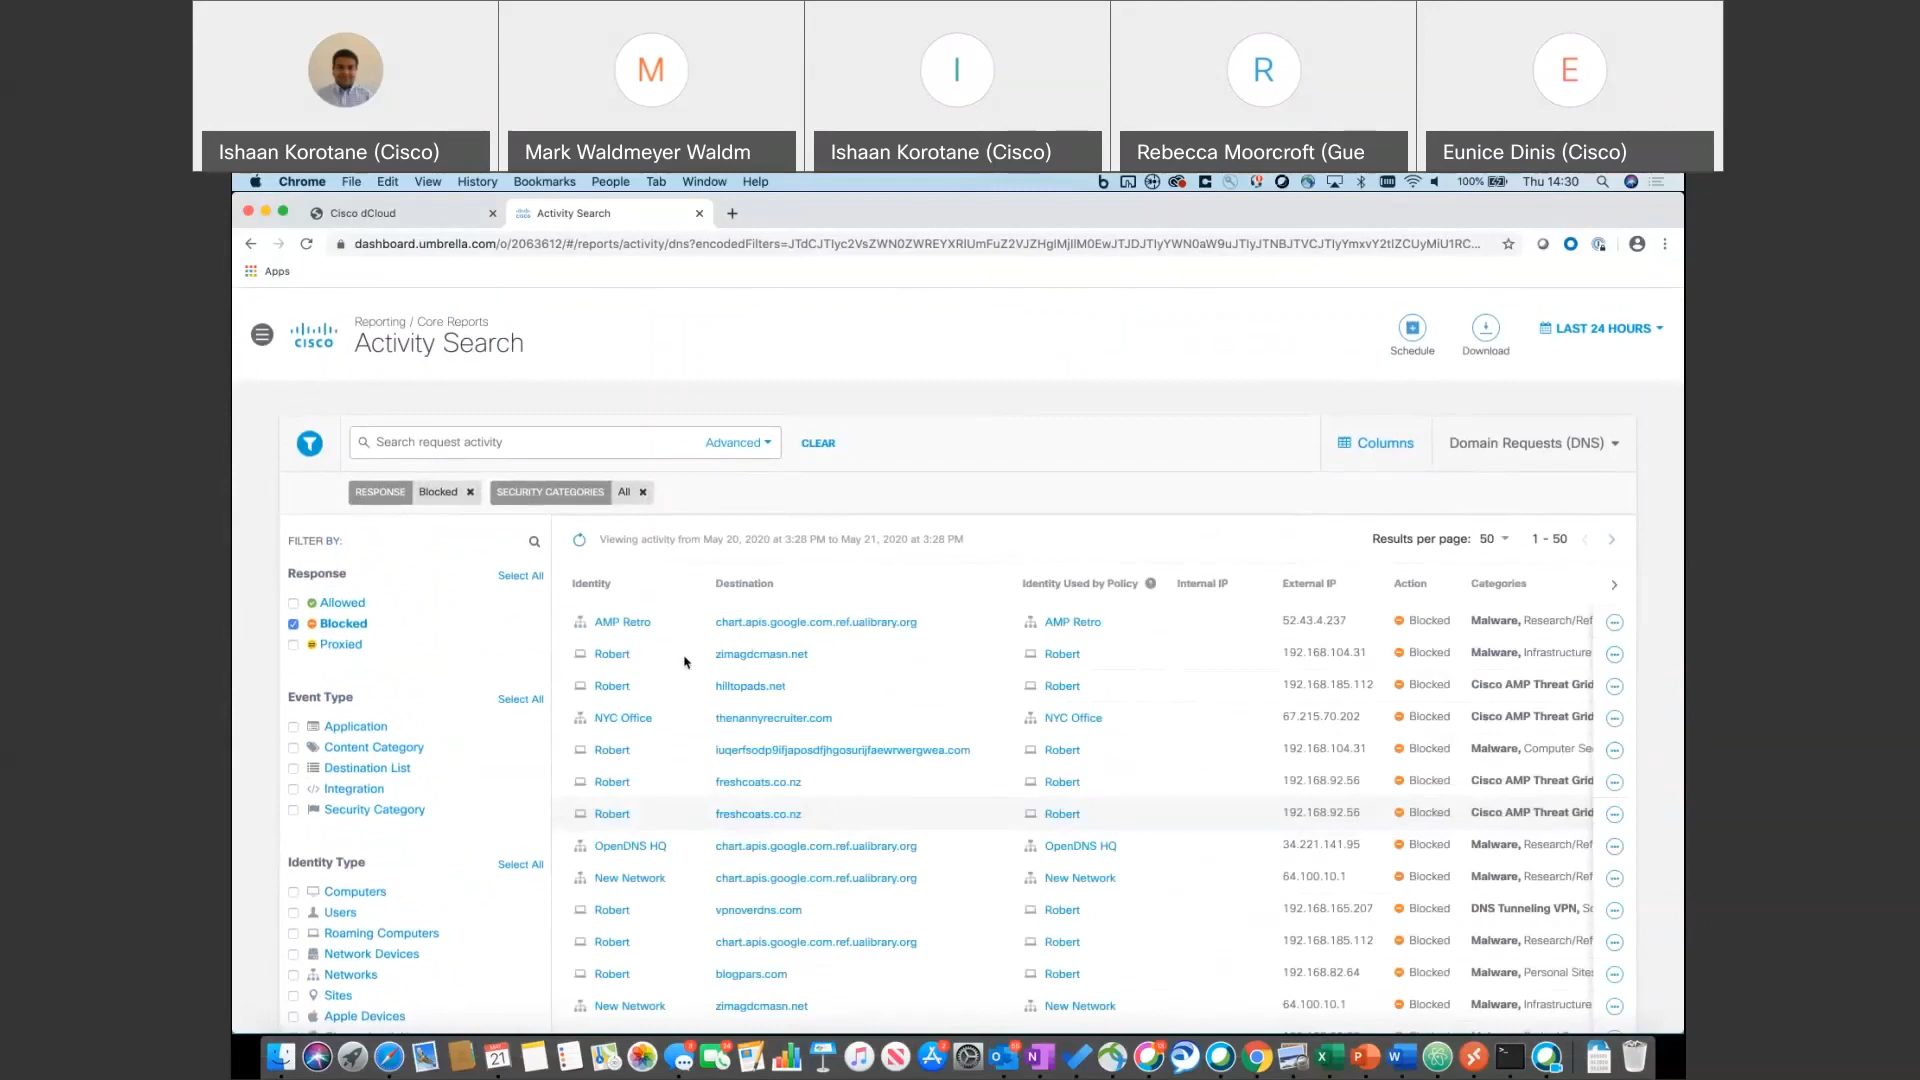 M
I
R
E
Ishaan Korotane (Cisco)
Mark Waldmeyer Waldm
Ishaan Korotane (Cisco)
Rebecca Moorcroft (Gue
Eunice Dinis (Cisco)
Chrome File Edit View History Bookmarks People Tab Window Help
100% Thu 14:30
Cisco dCloud
Activity Search
Apps
Reporting / Core Reports
Activity Search
cisco
Schedule
Download
LAST 24 HOURS
Search request activity
Advanced
CLEAR
Columns
Domain Requests (DNS)
RESPONSE Blocked
SECURITY CATEGORIES All
FILTER BY:
Viewing activity from May 20, 2020 at 3:28 PM to May 21, 2020 at 3:28 PM
Results per page: 50
1 - 50
Response Select All
Allowed
Blocked
Proxied
Event Type Select All
Application
Content Category
Destination List
Integration
Security Category
Identity Type Select All
Computers
Users
Roaming Computers
Network Devices
Networks
Sites
Apple Devices
Identity Destination Identity Used by Policy Internal IP External IP Action Categories
AMP Retro chart.apis.google.com.ref.ualibrary.org AMP Retro 52.43.4.237 Blocked Malware, Research/Ref
Robert zimagdcmasn.net Robert 192.168.104.31 Blocked Malware, Infrastructure
Robert hilltopads.net Robert 192.168.185.112 Blocked Cisco AMP Threat Grid
NYC Office thenannyrecruiter.com NYC Office 67.215.70.202 Blocked Cisco AMP Threat Grid
Robert iuqerfsodp9ifjaposdfjhgosurijfaewrwergwea.com Robert 192.168.104.31 Blocked Malware, Computer Se
Robert freshcoats.co.nz Robert 192.168.92.56 Blocked Cisco AMP Threat Grid
Robert freshcoats.co.nz Robert 192.168.92.56 Blocked Cisco AMP Threat Grid
OpenDNS HQ chart.apis.google.com.ref.ualibrary.org OpenDNS HQ 34.221.141.95 Blocked Malware, Research/Ref
New Network chart.apis.google.com.ref.ualibrary.org New Network 64.100.10.1 Blocked Malware, Research/Ref
Robert vpnoverdns.com Robert 192.168.165.207 Blocked DNS Tunneling VPN, Sc
Robert chart.apis.google.com.ref.ualibrary.org Robert 192.168.185.112 Blocked Malware, Research/Ref
Robert blogpars.com Robert 192.168.82.64 Blocked Malware, Personal Sites
New Network zimagdcmasn.net New Network 64.100.10.1 Blocked Malware, Infrastructure